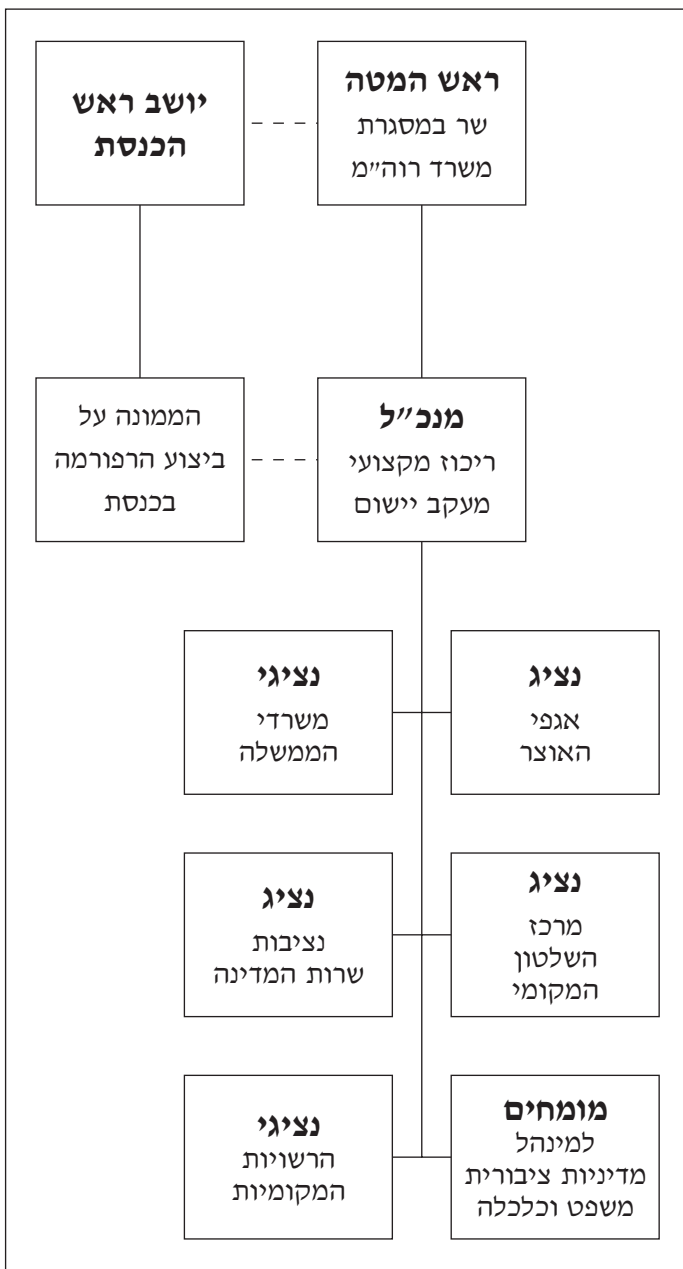 ראש המטה
שר במסגרת
משרד רוה״מ
יושב ראש
הכנסת
מנכ״ל
ריכוז מקצועי
מעקב יישום
הממונה על
ביצוע הרפורמה
בכנסת
נציג
אגפי
האוצר
נציגי
משרדי
הממשלה
נציג
מרכז
השלטון
המקומי
נציג
נציבות
שרות המדינה
מומחים
למינהל
מדיניות ציבורית
משפט וכלכלה
נציגי
הרשויות
המקומיות